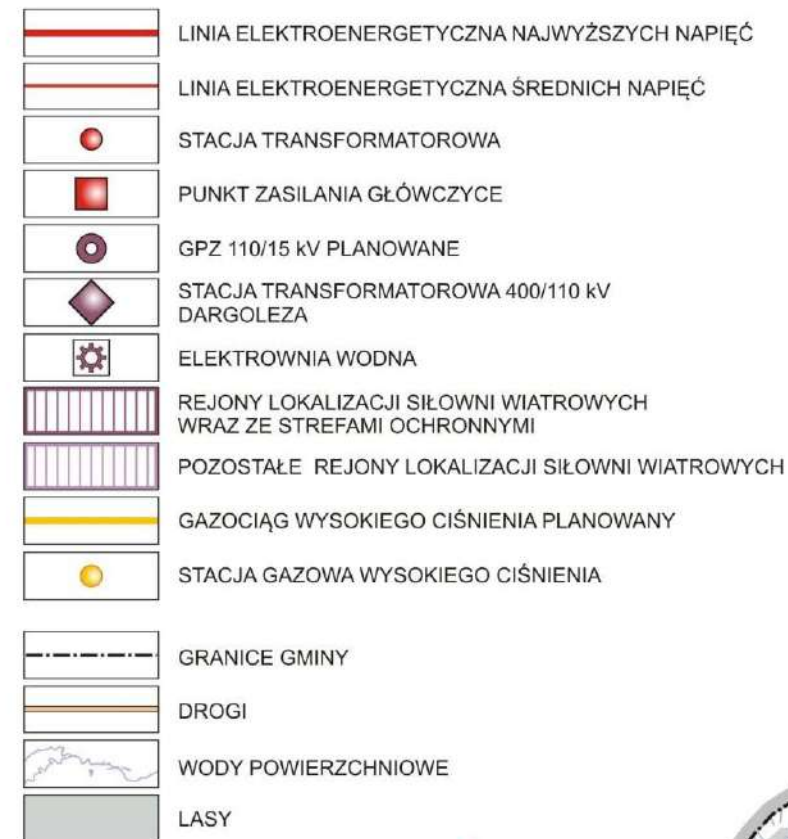 LINIA ELEKTROENERGETYCZNA NAJWYŻSZYCH NAPIĘĆ
LINIA ELEKTROENERGETYCZNA ŚREDNICH NAPIĘĆ
STACJA TRANSFORMATOROWA
PUNKT ZASILANIA GŁÓWCZYCE
GPZ 110/15 kV PLANOWANE
STACJA TRANSFORMATOROWA 400/110 kV
DARGOLEZA
ELEKTROWNIA WODNA
REJONY LOKALIZACJI SIŁOWNI WIATROWYCH
WRAZ ZE STREFAMI OCHRONNYMI
POZOSTAŁE REJONY LOKALIZACJI SIŁOWNI WIATROWYCH
GAZOCIĄG WYSOKIEGO CIŚNIENIA PLANOWANY
STACJA GAZOWA WYSOKIEGO CIŚNIENIA
GRANICE GMINY
DROGI
WODY POWIERZCHNIOWE
LASY